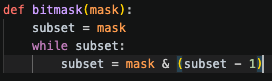 def bitmask(mask):
    subset = mask
    while subset:
        subset = mask & (subset - 1)